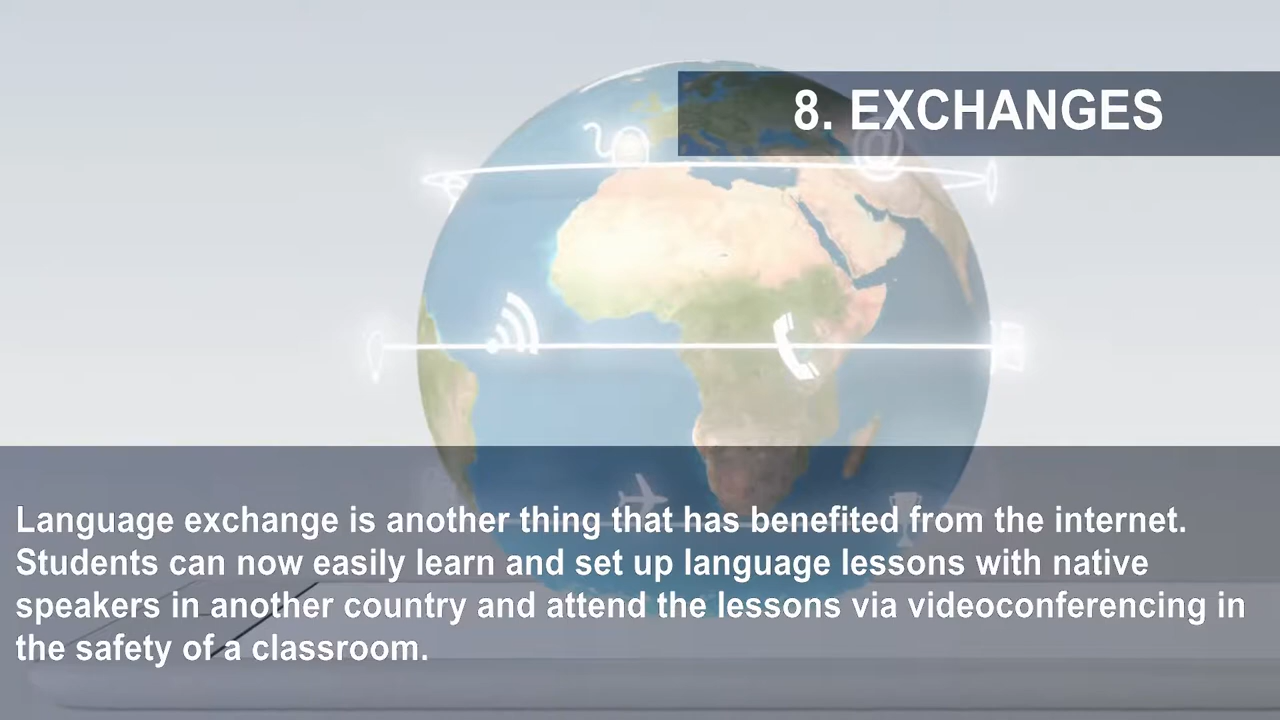 8. EXCHANGES
Language exchange is another thing that has benefited from the internet.
Students can now easily learn and set up language lessons with native
speakers in another country and attend the lessons via videoconferencing in
the safety of a classroom.